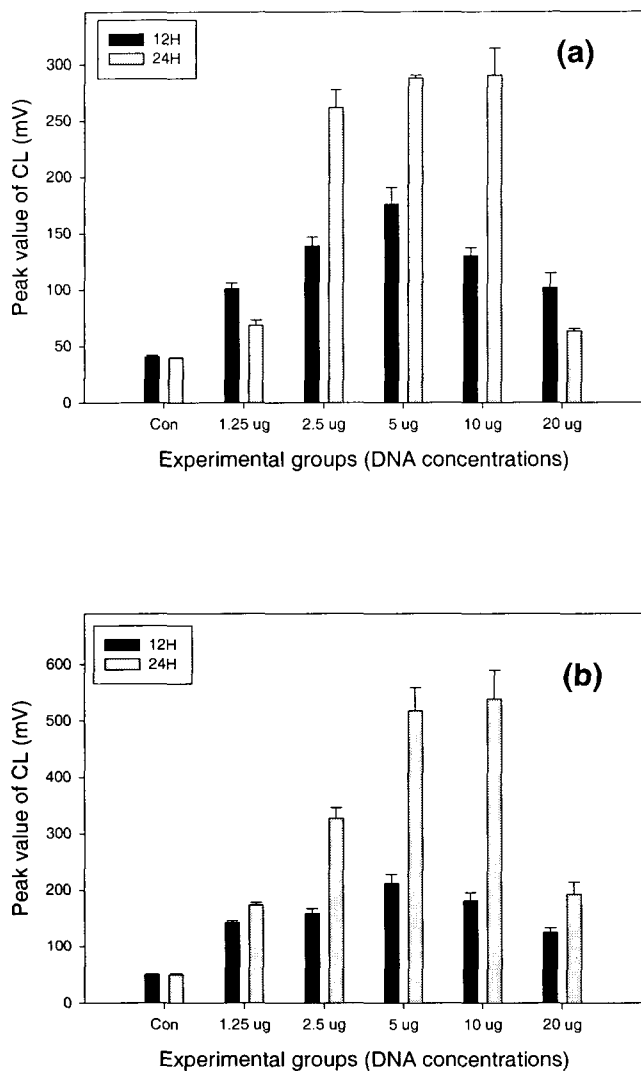 12H
24H
(a)
300
250
200
150
100
50
0
Peak value of CL (mV)
Con 1.25 ug 2.5 ug 5 ug 10 ug 20 ug
Experimental groups (DNA concentrations)
12H
24H
(b)
600
500
400
300
200
100
0
Peak value of CL (mV)
Con 1.25 ug 2.5 ug 5 ug 10 ug 20 ug
Experimental groups (DNA concentrations)